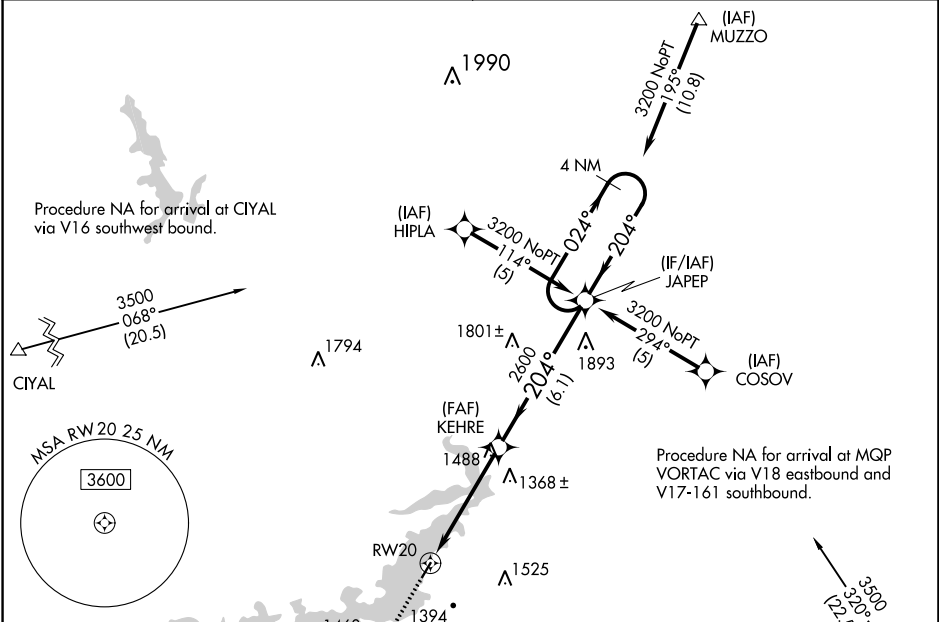 (IAF)
MUZZO
1990
3200 NoPT
195°
(10.8)
4 NM
Procedure NA for arrival at CIYAL
via V16 southwest bound.
(IAF)
HIPLA
3200 NoPT
114°
(5)
024°
204°
(IF/IAF)
JAPEP
3500
068°
(20.5)
CIYAL
1794
1801±
1893
3200 NoPT
294°
(5)
(IAF)
COSOV
2600
204°
(6.1)
(FAF)
KEHRE
1488
1368±
MSA RW20 25 NM
3600
Procedure NA for arrival at MQP
VORTAC via V18 eastbound and
V17-161 southbound.
RW20
1525
1394
3500
320°